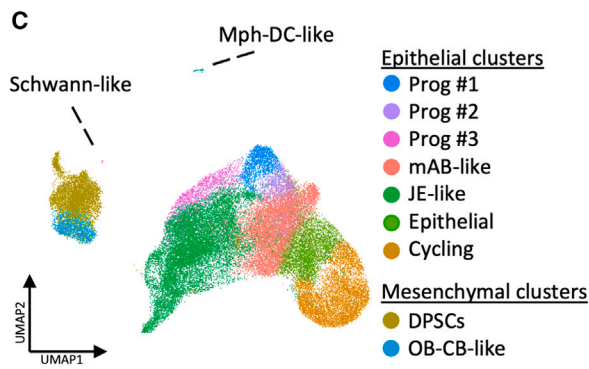 C
Mph-DC-like
Schwann-like
Epithelial clusters
Prog #1
Prog #2
Prog #3
mAB-like
JE-like
Epithelial
Cycling
Mesenchymal clusters
DPSCs
OB-CB-like
UMAP2
UMAP1